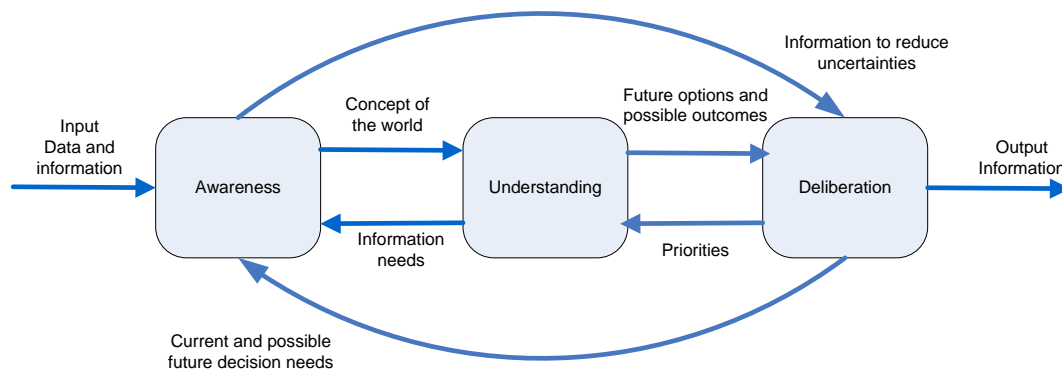 Information to reduce
uncertainties
Input
Data and
information
Concept of
the world
Future options and
possible outcomes
Output
Information
Awareness
Understanding
Deliberation
Information
needs
Priorities
Current and possible
future decision needs